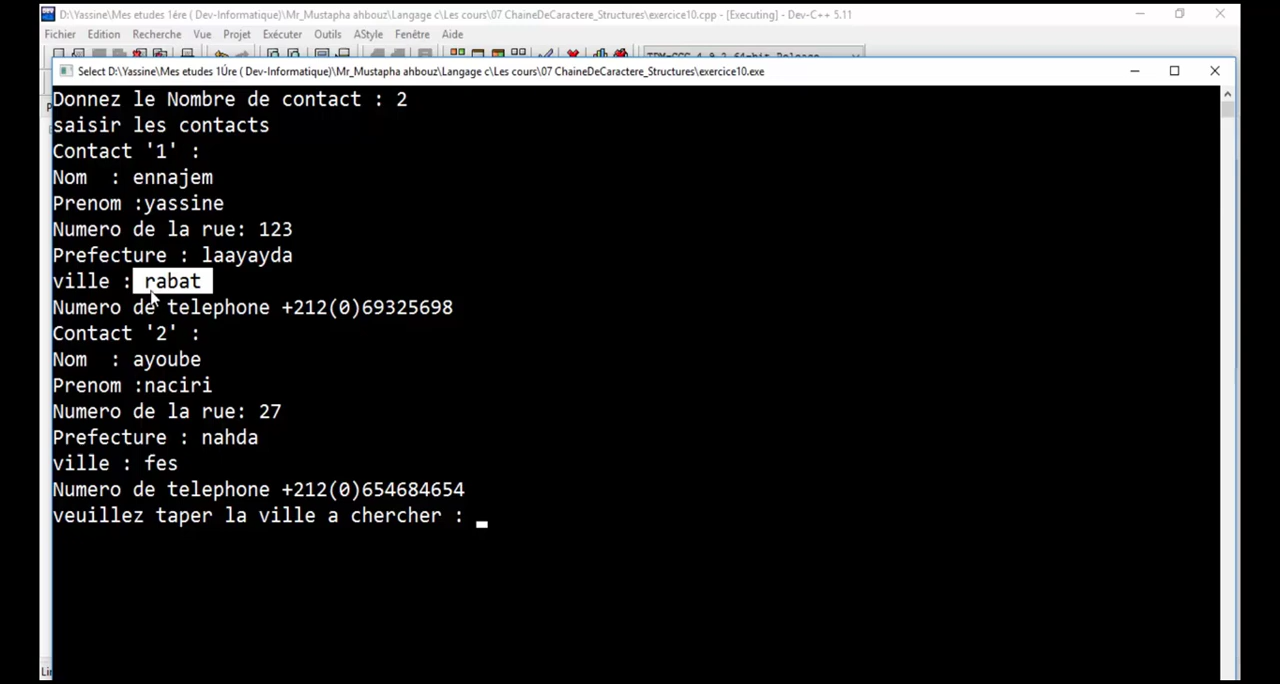 D:\Yassine\Mes etudes 1ére ( Dev-Informatique)\Mr_Mustapha ahbouz\Langage c\Les cours\07 ChaineDeCaractere_Structures\exercice10.cpp - [Executing] - Dev-C++ 5.11
Fichier Edition Recherche Vue Projet Exécuter Outils AStyle Fenêtre Aide
Select D:\Yassine\Mes etudes 1Úre ( Dev-Informatique)\Mr_Mustapha ahbouz\Langage c\Les cours\07 ChaineDeCaractere_Structures\exercice10.exe
Donnez le Nombre de contact : 2
saisir les contacts
Contact '1' :
Nom  : ennajem
Prenom :yassine
Numero de la rue: 123
Prefecture : laayayda
ville : rabat
Numero de telephone +212(0)69325698
Contact '2' :
Nom  : ayoube
Prenom :naciri
Numero de la rue: 27
Prefecture : nahda
ville : fes
Numero de telephone +212(0)654684654
veuillez taper la ville a chercher :